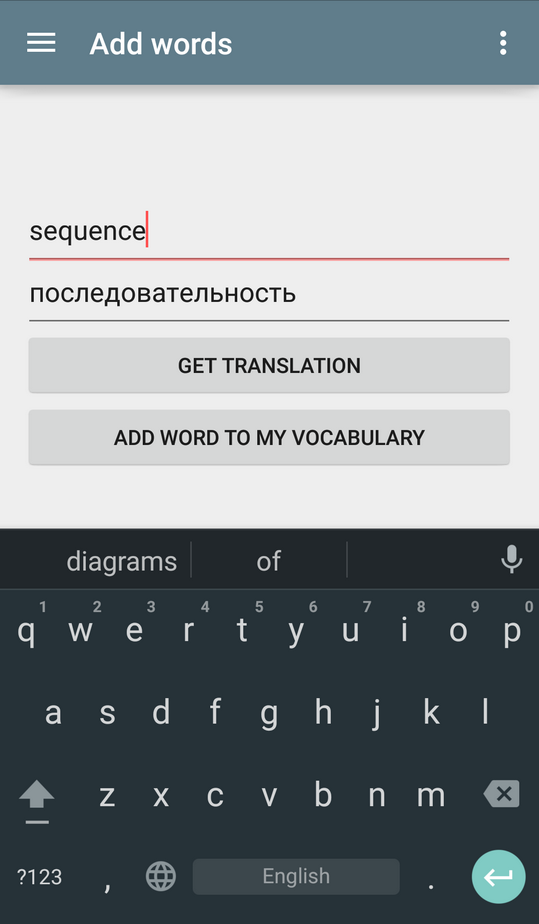 Add words
sequence
последовательность
GET TRANSLATION
ADD WORD TO MY VOCABULARY
diagrams of
1 2 3 4 5 6 7 8 9 0
q w e r t y u i o p
a s d f g h j k l
z x c v b n m
?123 , English .